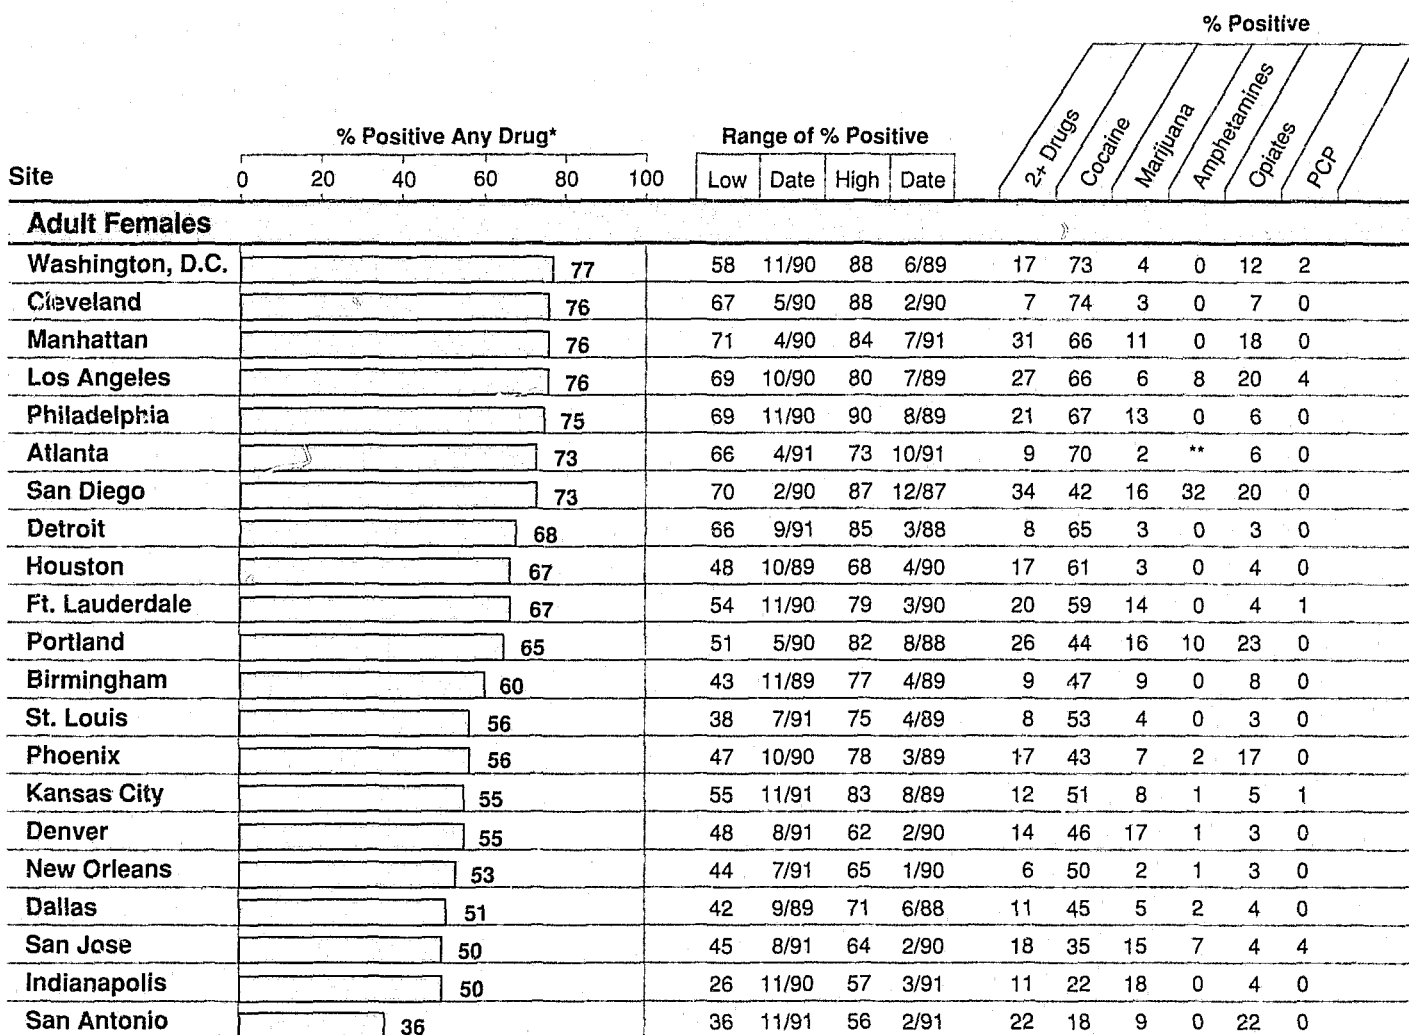 % Positive
% Positive Any Drug* Range of % Positive
Site 0 20 40 60 80 100 Low Date High Date 2+ Drugs Cocaine Marijuana Amphetamines Opiates PCP
Adult Females
Washington, D.C. 77 58 11/90 88 6/89 17 73 4 0 12 2
Cleveland 76 67 5/90 88 2/90 7 74 3 0 7 0
Manhattan 76 71 4/90 84 7/91 31 66 11 0 18 0
Los Angeles 76 69 10/90 80 7/89 27 66 6 8 20 4
Philadelphia 75 69 11/90 90 8/89 21 67 13 0 6 0
Atlanta 73 66 4/91 73 10/91 9 70 2 ** 6 0
San Diego 73 70 2/90 87 12/87 34 42 16 32 20 0
Detroit 68 66 9/91 85 3/88 8 65 3 0 3 0
Houston 67 48 10/89 68 4/90 17 61 3 0 4 0
Ft. Lauderdale 67 54 11/90 79 3/90 20 59 14 0 4 1
Portland 65 51 5/90 82 8/88 26 44 16 10 23 0
Birmingham 60 43 11/89 77 4/89 9 47 9 0 8 0
St. Louis 56 38 7/91 75 4/89 8 53 4 0 3 0
Phoenix 56 47 10/90 78 3/89 17 43 7 2 17 0
Kansas City 55 55 11/91 83 8/89 12 51 8 1 5 1
Denver 55 48 8/91 62 2/90 14 46 17 1 3 0
New Orleans 53 44 7/91 65 1/90 6 50 2 1 3 0
Dallas 51 42 9/89 71 6/88 11 45 5 2 4 0
San Jose 50 45 8/91 64 2/90 18 35 15 7 4 4
Indianapolis 50 26 11/90 57 3/91 11 22 18 0 4 0
San Antonio 36 36 11/91 56 2/91 22 18 9 0 22 0